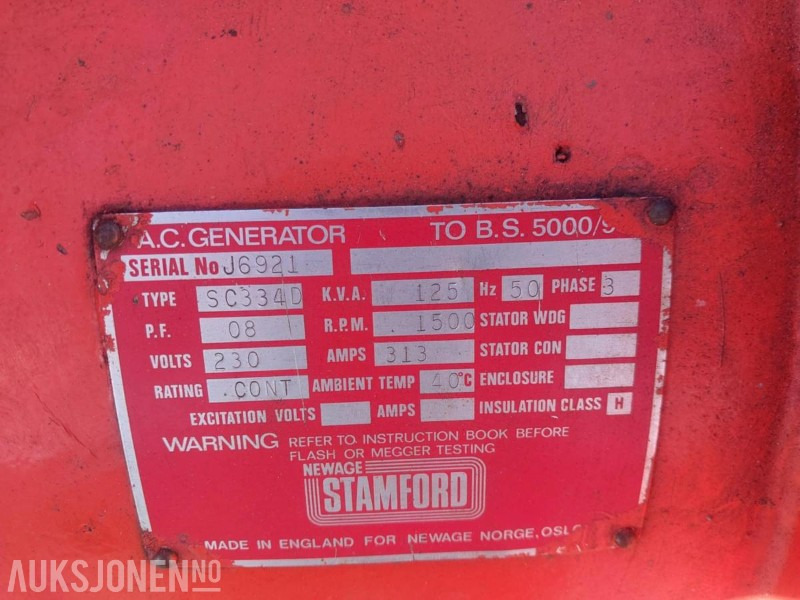 A.C. GENERATOR TO B.S. 5000/
SERIAL No J6921
TYPE SC334D K.V.A. 125 Hz 50 PHASE 3
P.F. 08 R.P.M. 1500 STATOR WDG
VOLTS 230 AMPS 313 STATOR CON
RATING CONT AMBIENT TEMP 40°C ENCLOSURE
EXCITATION VOLTS AMPS INSULATION CLASS H
WARNING REFER TO INSTRUCTION BOOK BEFORE
FLASH OR MEGGER TESTING
NEWAGE
STAMFORD
MADE IN ENGLAND FOR NEWAGE NORGE, OSLO
AUKSJONEN.NO